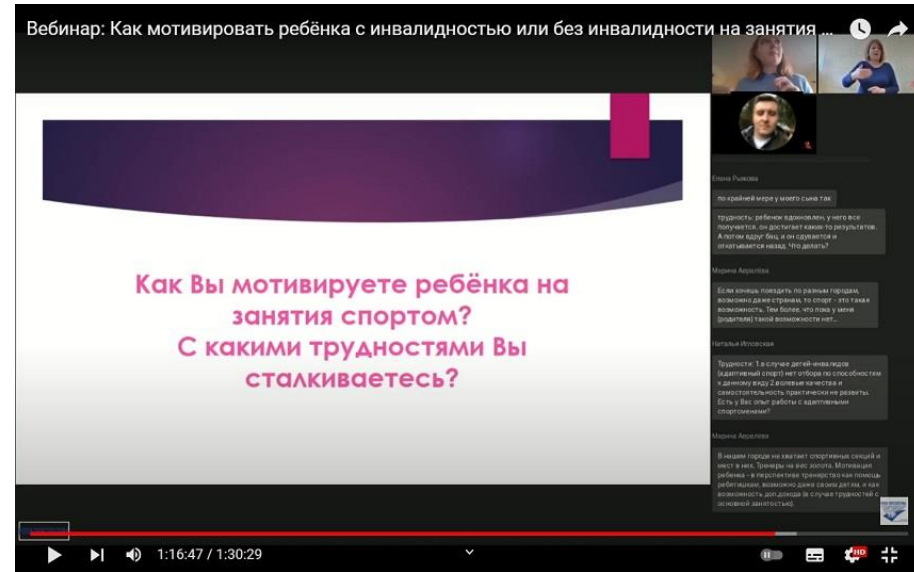 Вебинар: Как мотивировать ребёнка с инвалидностью или без инвалидности на занятия ...
Как Вы мотивируете ребёнка на
занятия спортом?
С какими трудностями Вы
сталкиваетесь?
Елена Рыжова
по крайней мере у моего сына так
трудность: ребенок вдохновлен, у него все
получается, он достигает каких-то результатов.
А потом вдруг бац, и он сдувается и
откатывается назад. Что делать?
Марина Авралёва
Если хочешь поездить по разным городам,
возможно даже странам, то спорт - это такая
возможность. Тем более, что пока у меня
(родителя) такой возможности нет...
Наталья Игловская
Трудности: 1.в случае детей-инвалидов
(адаптивный спорт) нет отбора по способностям
к данному виду 2.волевые качества и
самостоятельность практически не развиты.
Есть у Вас опыт работы с адаптивными
спортсменами?
Марина Авралёва
В нашем городе не хватает спортивных секций и
мест в них. Тренеры на вес золота. Мотивация
ребенка - в перспективе тренерство как помощь
ребятишкам, возможно даже своим детям, и как
возможность доп.дохода (в случае трудностей с
основной занятостью).
1:16:47 / 1:30:29
HD